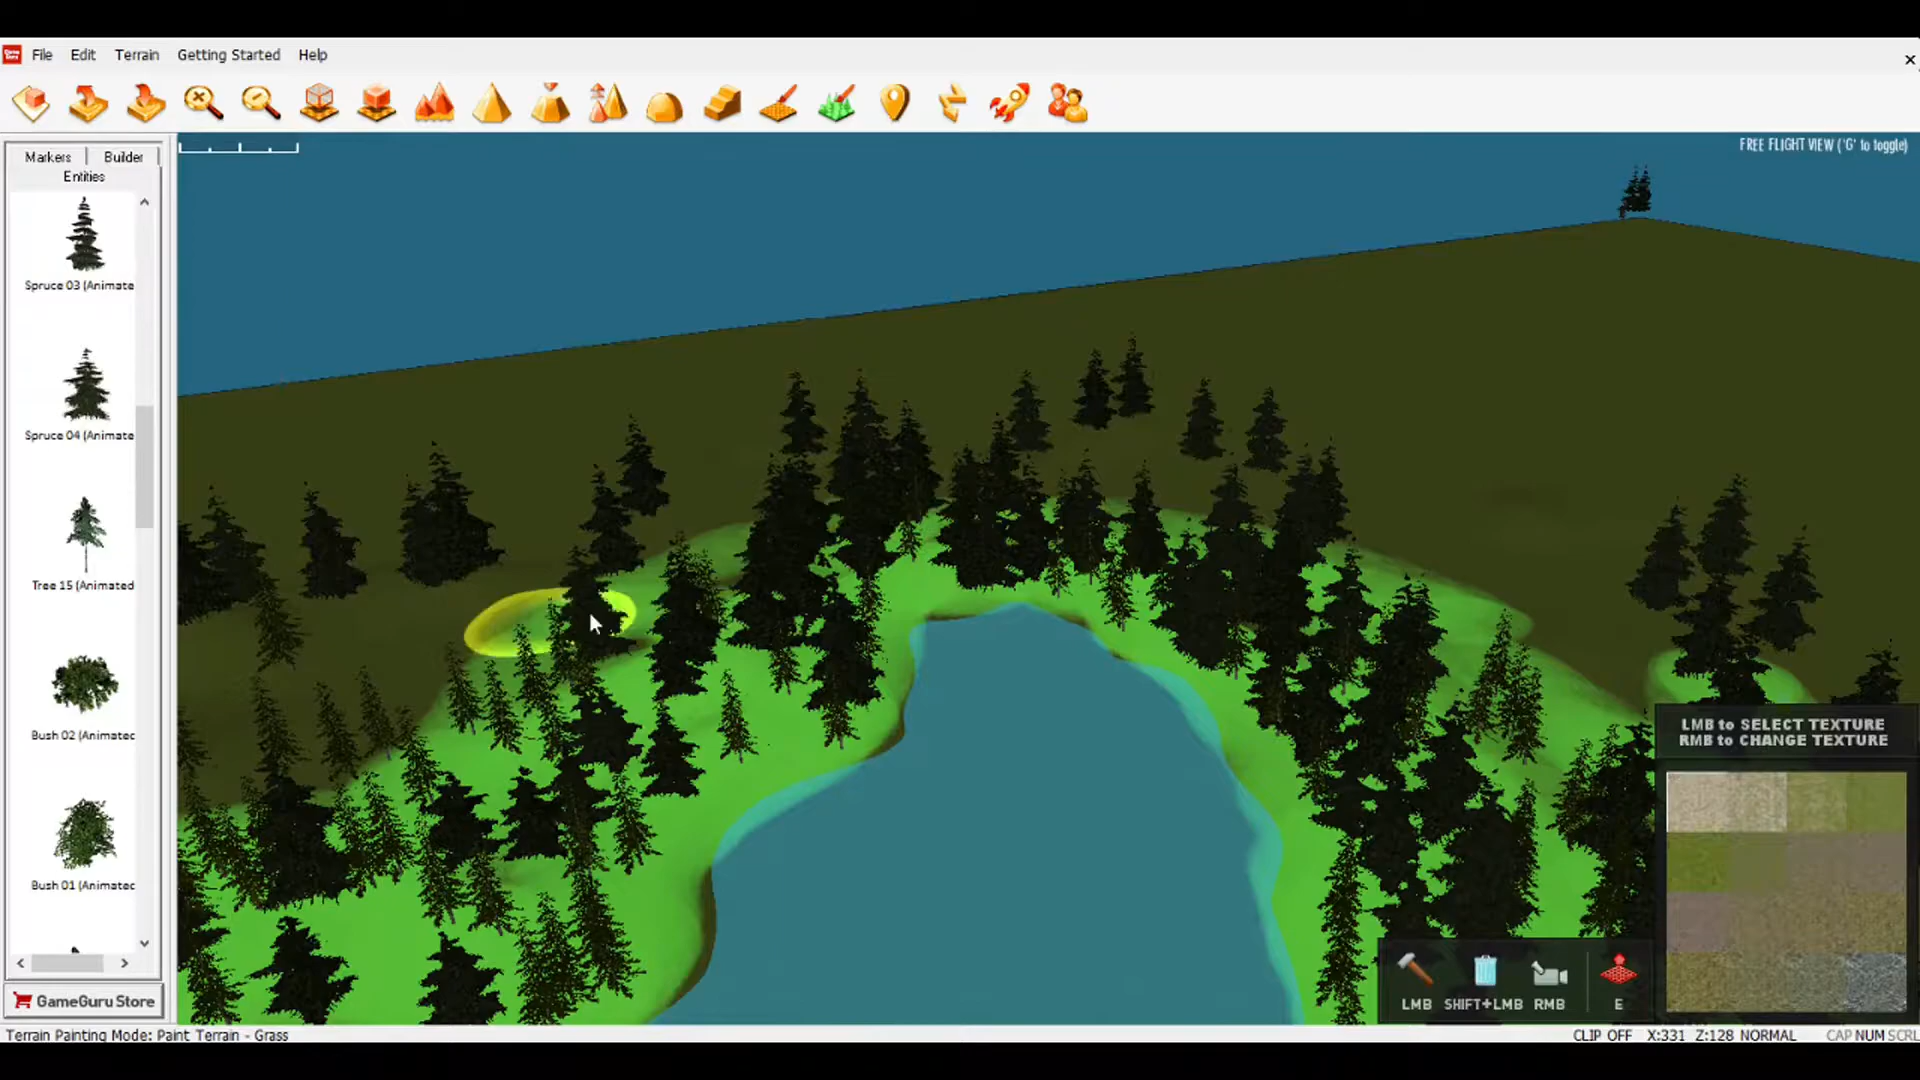 File Edit Terrain Getting Started Help
Markers Builder
Entities
FREE FLIGHT VIEW ('G' to toggle)
Spruce 03 (Animate
Spruce 04 (Animate
Tree 15 (Animated
Bush 02 (Animatec
Bush 01 (Animatec
LMB to SELECT TEXTURE
RMB to CHANGE TEXTURE
LMB SHIFT+LMB RMB E
GameGuru Store
Terrain Painting Mode: Paint Terrain - Grass CLIP OFF X:331 Z:128 NORMAL CAP NUM SCRL